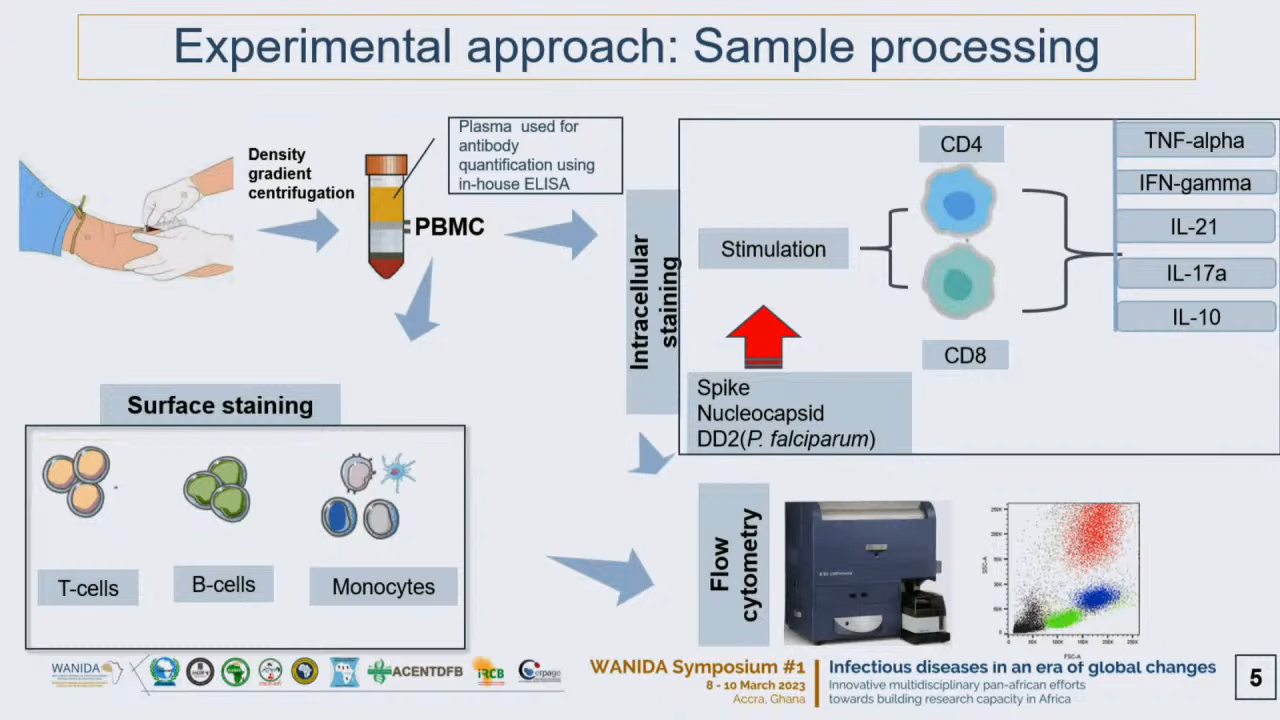 Experimental approach: Sample processing
Density
gradient
centrifugation
Plasma used for
antibody
quantification using
in-house ELISA
PBMC
Intracellular
staining
Stimulation
CD4
CD8
TNF-alpha
IFN-gamma
IL-21
IL-17a
IL-10
Spike
Nucleocapsid
DD2(P. falciparum)
Surface staining
T-cells
B-cells
Monocytes
Flow
cytometry
SSC-A
FSC-A
WANIDA
ACENTDFB
IRCB
Cerpage
WANIDA Symposium #1
8 - 10 March 2023
Accra, Ghana
Infectious diseases in an era of global changes
Innovative multidisciplinary pan-african efforts
towards building research capacity in Africa
5